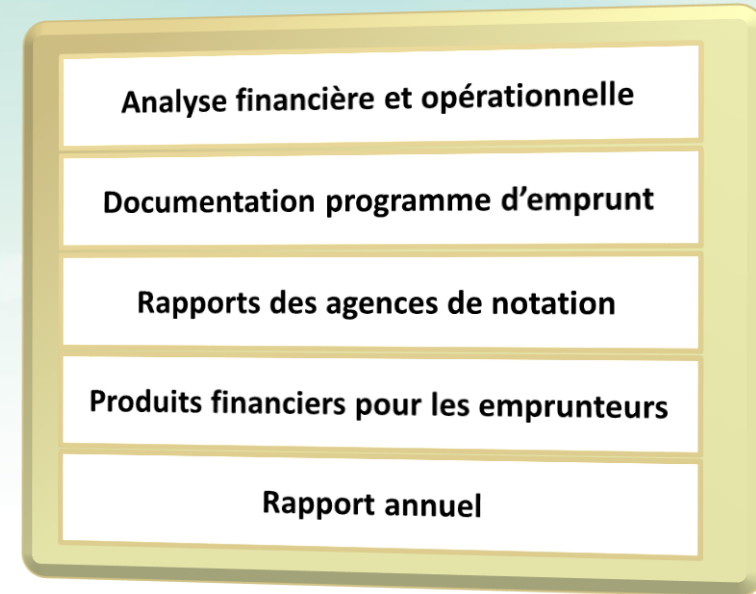 Analyse financière et opérationnelle
Documentation programme d’emprunt
Rapports des agences de notation
Produits financiers pour les emprunteurs
Rapport annuel